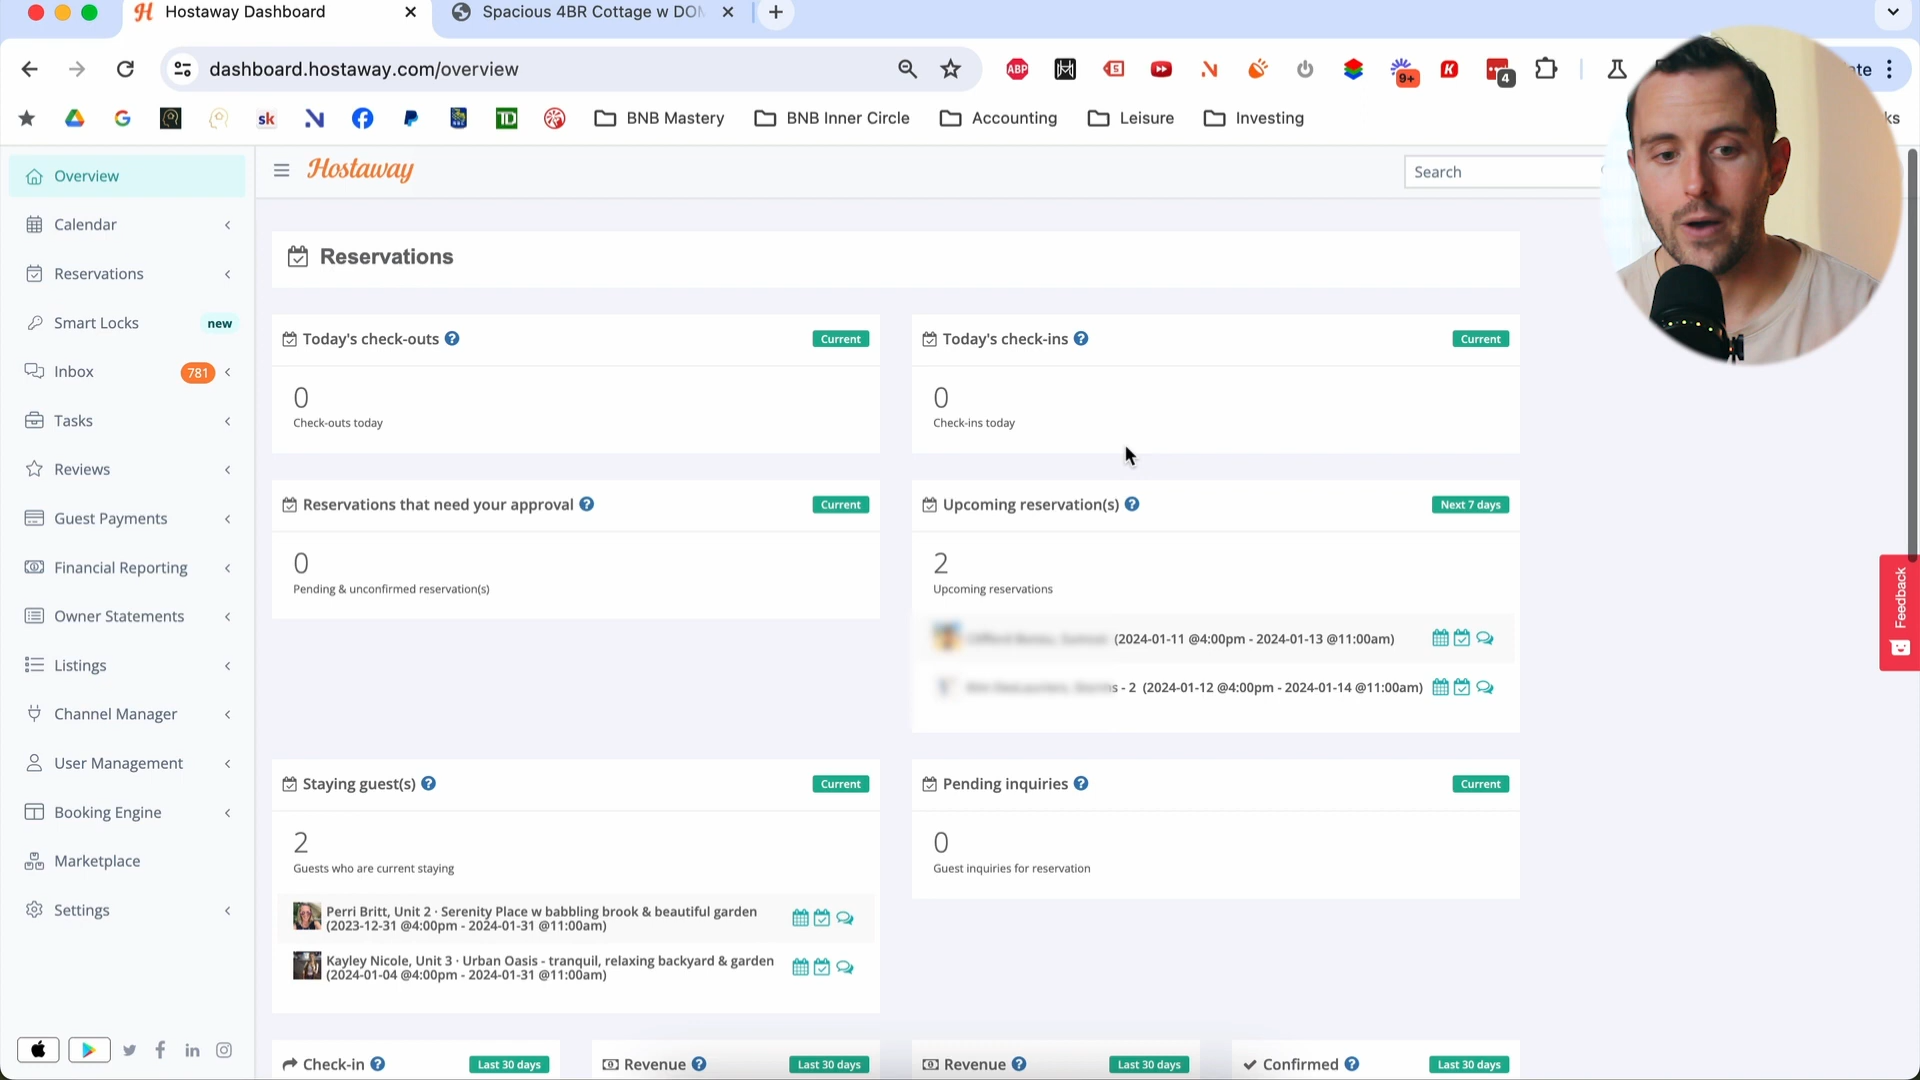 Hostaway Dashboard
Spacious 4BR Cottage w DOM
dashboard.hostaway.com/overview
ABP
5
9+
K
4
sk
TD
BNB Mastery
BNB Inner Circle
Accounting
Leisure
Investing
Overview
Calendar
Reservations
Smart Locks new
Inbox 781
Tasks
Reviews
Guest Payments
Financial Reporting
Owner Statements
Listings
Channel Manager
User Management
Booking Engine
Marketplace
Settings
Hostaway
Search
Reservations
Today's check-outs Current
0
Check-outs today
Today's check-ins Current
0
Check-ins today
Reservations that need your approval Current
0
Pending & unconfirmed reservation(s)
Upcoming reservation(s) Next 7 days
2
Upcoming reservations
(2024-01-11 @4:00pm - 2024-01-13 @11:00am)
- 2 (2024-01-12 @4:00pm - 2024-01-14 @11:00am)
Staying guest(s) Current
2
Guests who are current staying
Perri Britt, Unit 2 · Serenity Place w babbling brook & beautiful garden
(2023-12-31 @4:00pm - 2024-01-31 @11:00am)
Kayley Nicole, Unit 3 · Urban Oasis - tranquil, relaxing backyard & garden
(2024-01-04 @4:00pm - 2024-01-31 @11:00am)
Pending inquiries Current
0
Guest inquiries for reservation
Check-in Last 30 days
Revenue Last 30 days
Revenue Last 30 days
Confirmed Last 30 days
Feedback